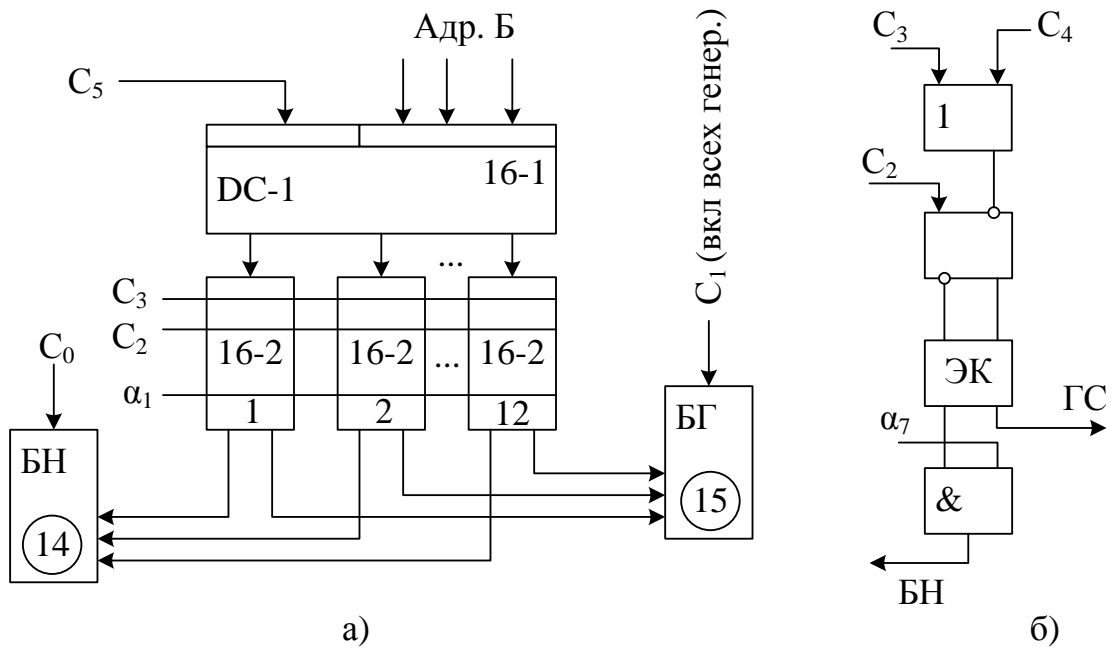 Адр. Б
C₅
DC-1
16-1
...
C₃
C₂
α₁
16-2
16-2
...
16-2
1
2
12
C₀
БН
14
C₁ (вкл всех генер.)
БГ
15
а)
C₃
C₄
1
C₂
ЭК
ГС
α₇
&
БН
б)